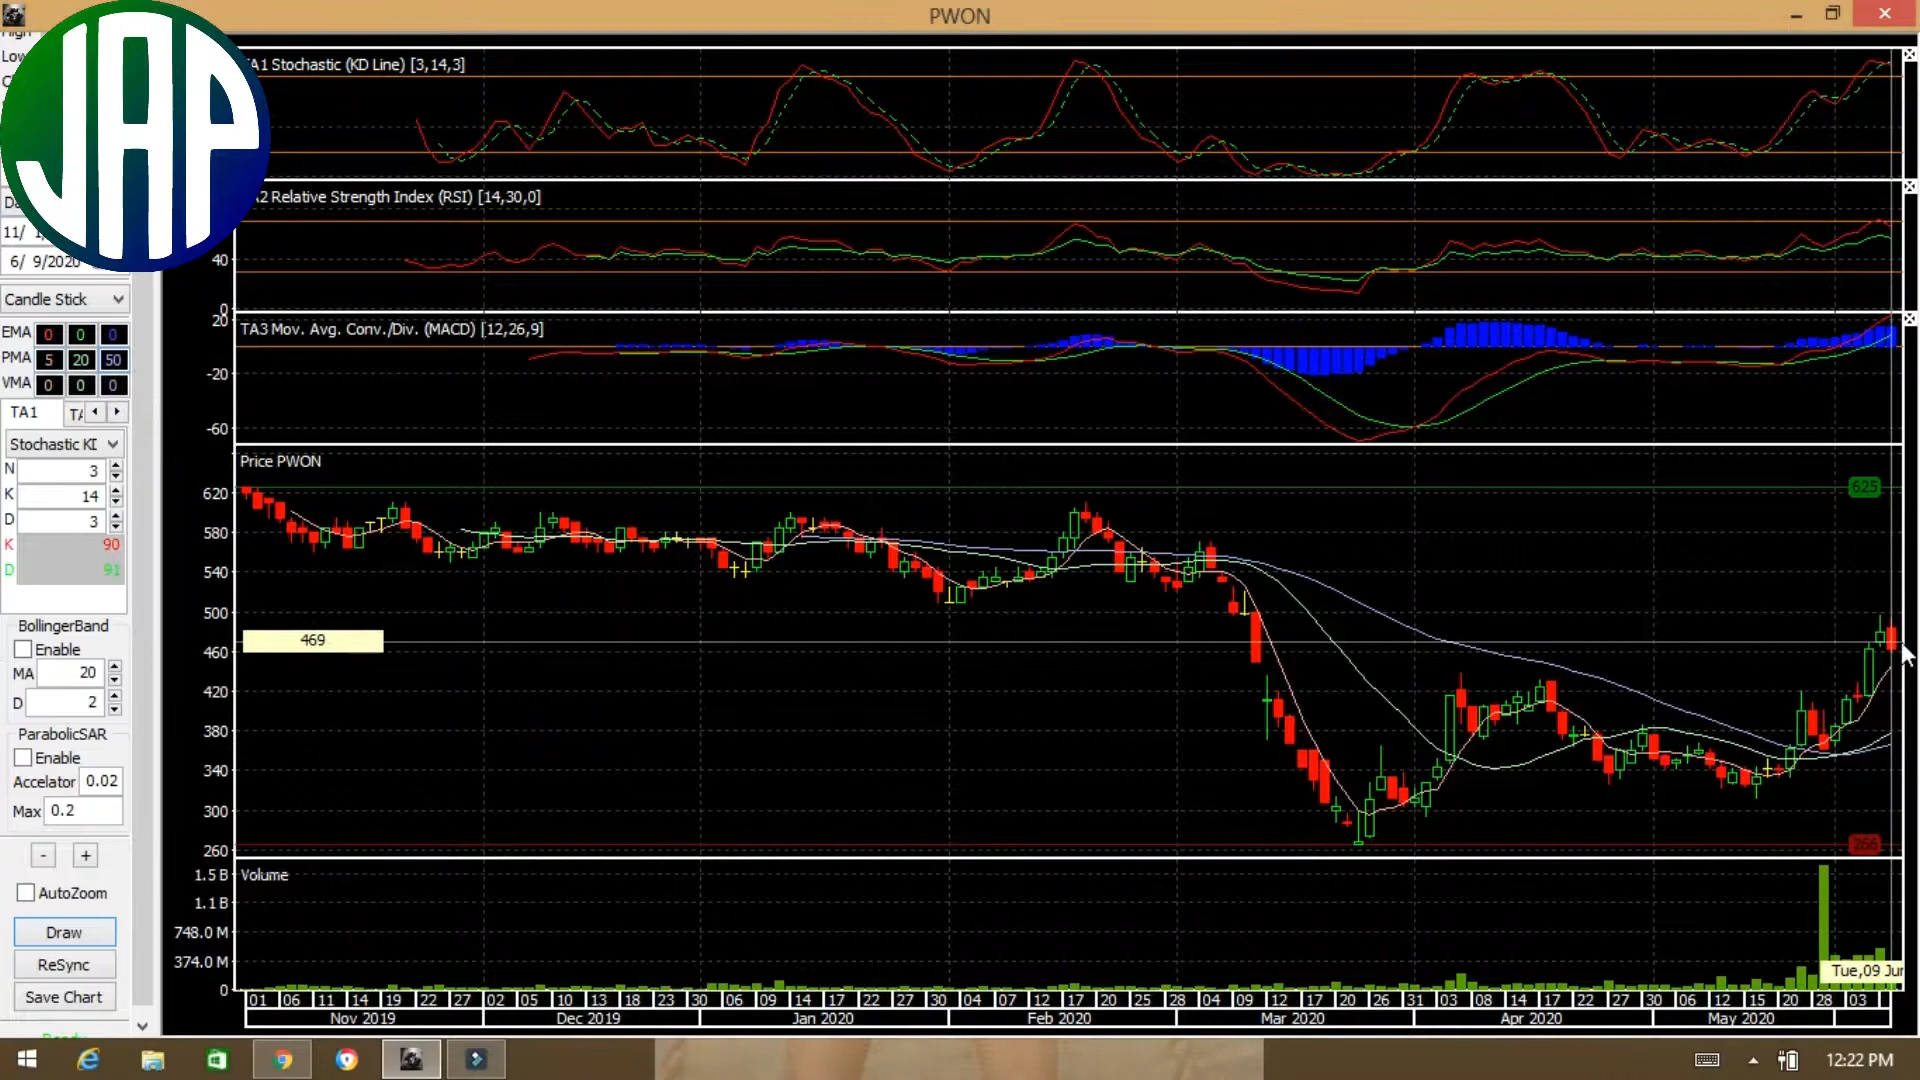 PWON
JAP
Low
11/
6/ 9/2020
Candle Stick
EMA 0 0 0
PMA 5 20 50
VMA 0 0 0
TA1
Stochastic KI
N 3
K 14
D 3
K 90
D 91
BollingerBand
Enable
MA 20
D 2
ParabolicSAR
Enable
Accelator 0.02
Max 0.2
- +
AutoZoom
Draw
ReSync
Save Chart
A1 Stochastic (KD Line) [3,14,3]
A2 Relative Strength Index (RSI) [14,30,0]
40
0
TA3 Mov. Avg. Conv./Div. (MACD) [12,26,9]
20
-20
-60
Price PWON
625
620
580
540
500
469
460
420
380
340
300
266
260
Volume
1.5 B
1.1 B
748.0 M
374.0 M
0
Tue,09 Jun
01 06 11 14 19 22 27 02 05 10 13 18 23 30 06 09 14 17 22 27 30 04 07 12 17 20 25 28 04 09 12 17 20 26 31 03 08 14 17 22 27 30 06 12 15 20 28 03
Nov 2019 Dec 2019 Jan 2020 Feb 2020 Mar 2020 Apr 2020 May 2020
12:22 PM